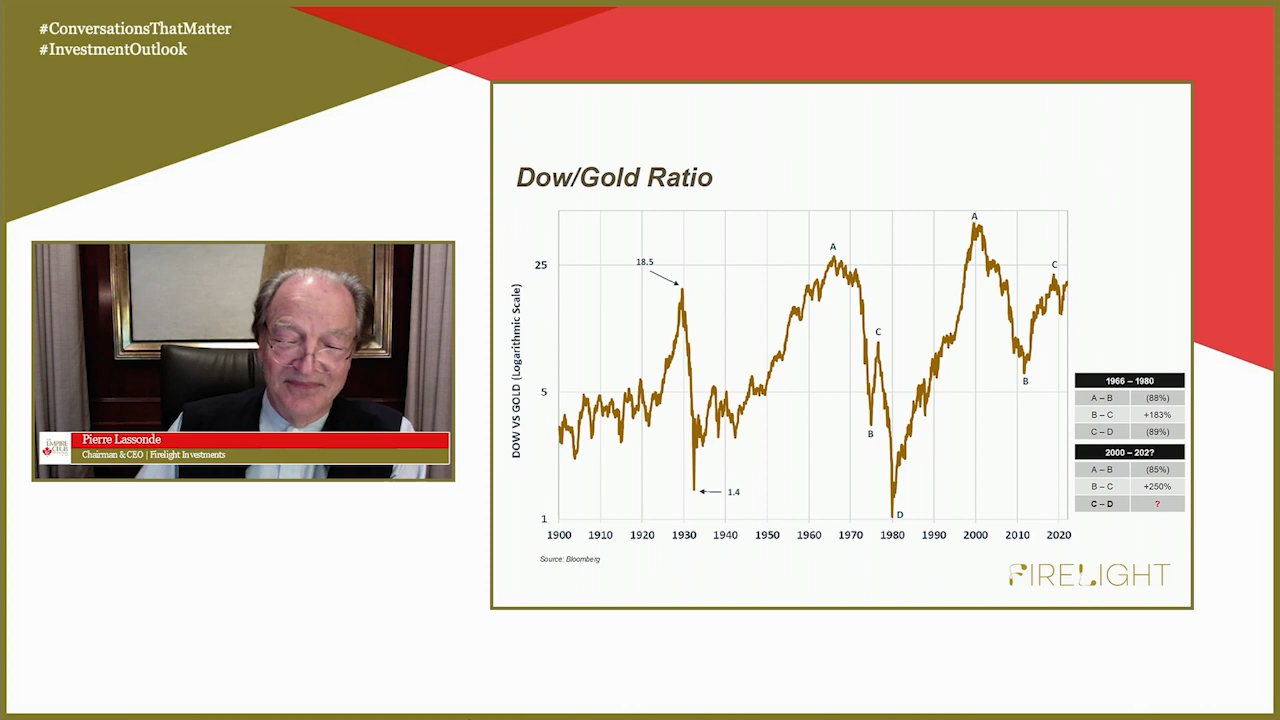 #ConversationsThatMatter
#InvestmentOutlook
Dow/Gold Ratio
DOW VS GOLD (Logarithmic Scale)
25
5
1
18.5
1.4
A
B
C
D
A
B
C
1900 1910 1920 1930 1940 1950 1960 1970 1980 1990 2000 2010 2020
Source: Bloomberg
1966 – 1980
A – B (88%)
B – C +183%
C – D (89%)
2000 – 202?
A – B (85%)
B – C +250%
C – D ?
FIRELIGHT
EMPIRE
CLUB
Pierre Lassonde
Chairman & CEO | Firelight Investments